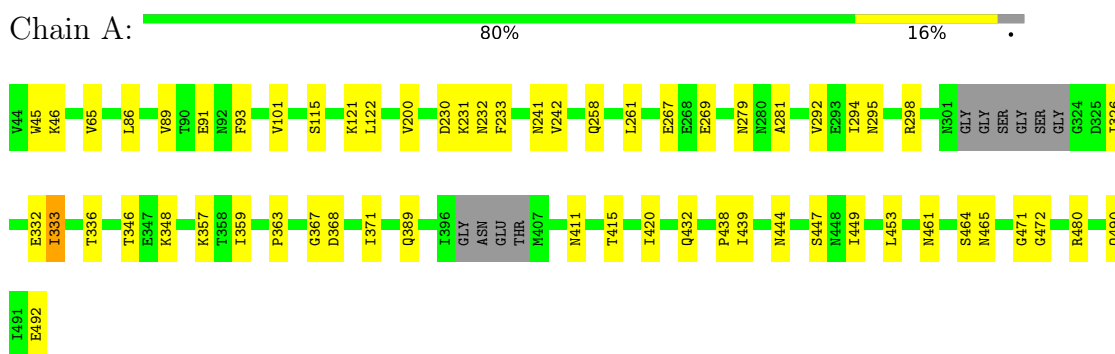 Chain A:
80% 16% •
V44 W45 K46 V65 L86 V89 T90 E91 N92 F93 V101 S115 K121 L122 V200 D230 K231 N232 F233 N241 V242 Q258 L261 E267 E268 E269 N279 N280 A281 V292 E293 I294 N295 R298 N301 GLY GLY SER GLY SER GLY G324 D325 I326
E332 I333 T336 T346 E347 K348 K357 T358 I359 P363 G367 D368 I371 Q389 I396 GLY ASN GLU THR M407 N411 T415 I420 Q432 P438 I439 N444 S447 N448 I449 L453 N461 S464 N465 G471 G472 R480
I491 E492